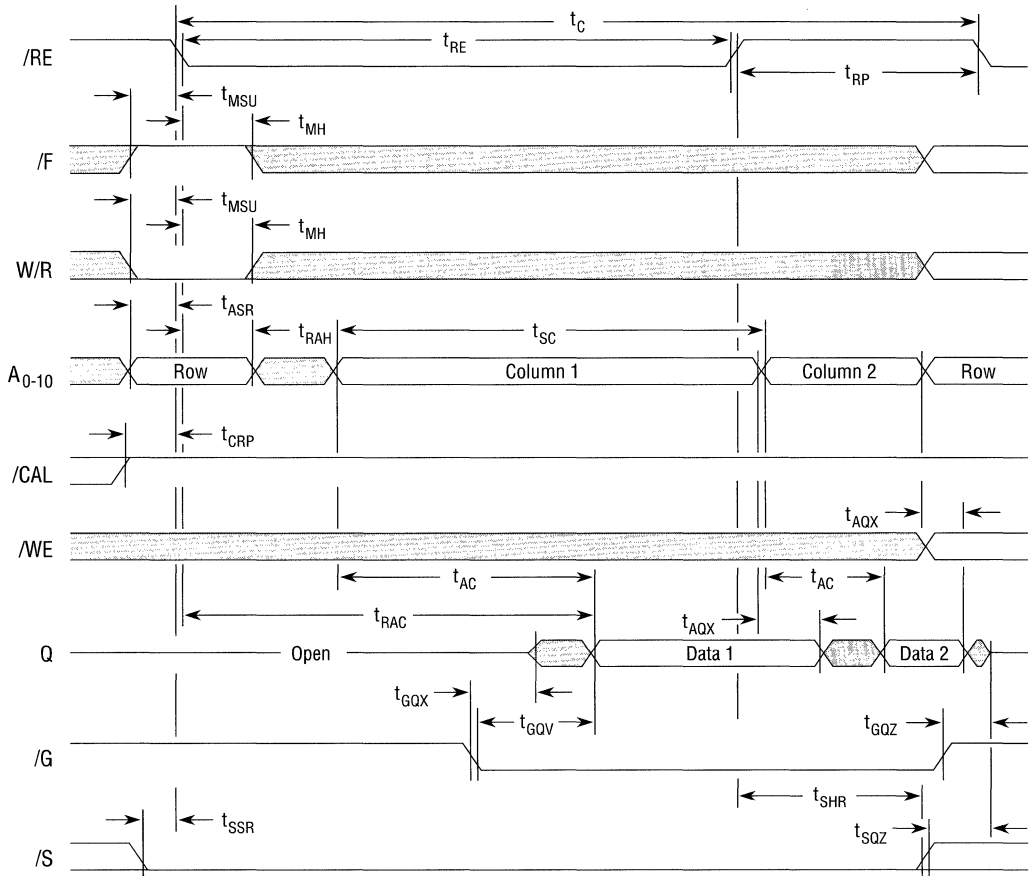 t_C
/RE
t_RE
t_RP
t_MSU
t_MH
/F
t_MSU
t_MH
W/R
t_ASR
t_RAH
t_SC
A_0-10
Row
Column 1
Column 2
Row
t_CRP
/CAL
t_AQX
/WE
t_AC
t_AC
t_RAC
t_AQX
Q
Open
Data 1
Data 2
t_GQX
t_GQV
t_GQZ
/G
t_SHR
t_SSR
t_SQZ
/S